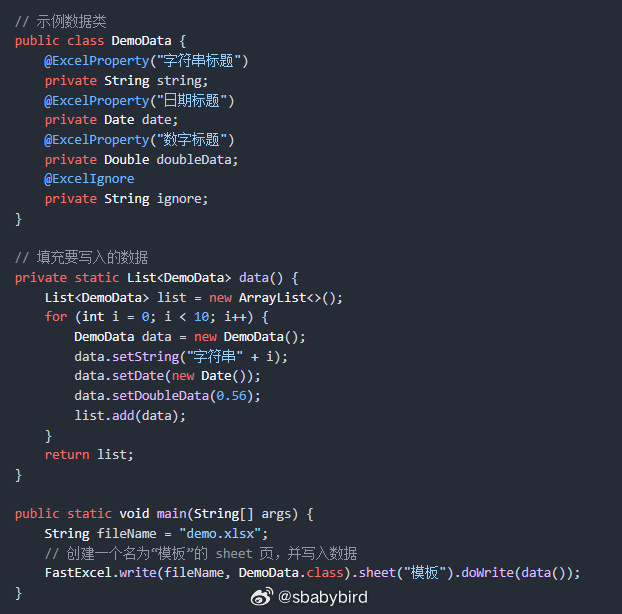 // 示例数据类
public class DemoData {
    @ExcelProperty("字符串标题")
    private String string;
    @ExcelProperty("日期标题")
    private Date date;
    @ExcelProperty("数字标题")
    private Double doubleData;
    @ExcelIgnore
    private String ignore;
}

// 填充要写入的数据
private static List<DemoData> data() {
    List<DemoData> list = new ArrayList<>();
    for (int i = 0; i < 10; i++) {
        DemoData data = new DemoData();
        data.setString("字符串" + i);
        data.setDate(new Date());
        data.setDoubleData(0.56);
        list.add(data);
    }
    return list;
}

public static void main(String[] args) {
    String fileName = "demo.xlsx";
    // 创建一个名为“模板”的 sheet 页，并写入数据
    FastExcel.write(fileName, DemoData.class).sheet("模板").doWrite(data());
}
@sbabybird